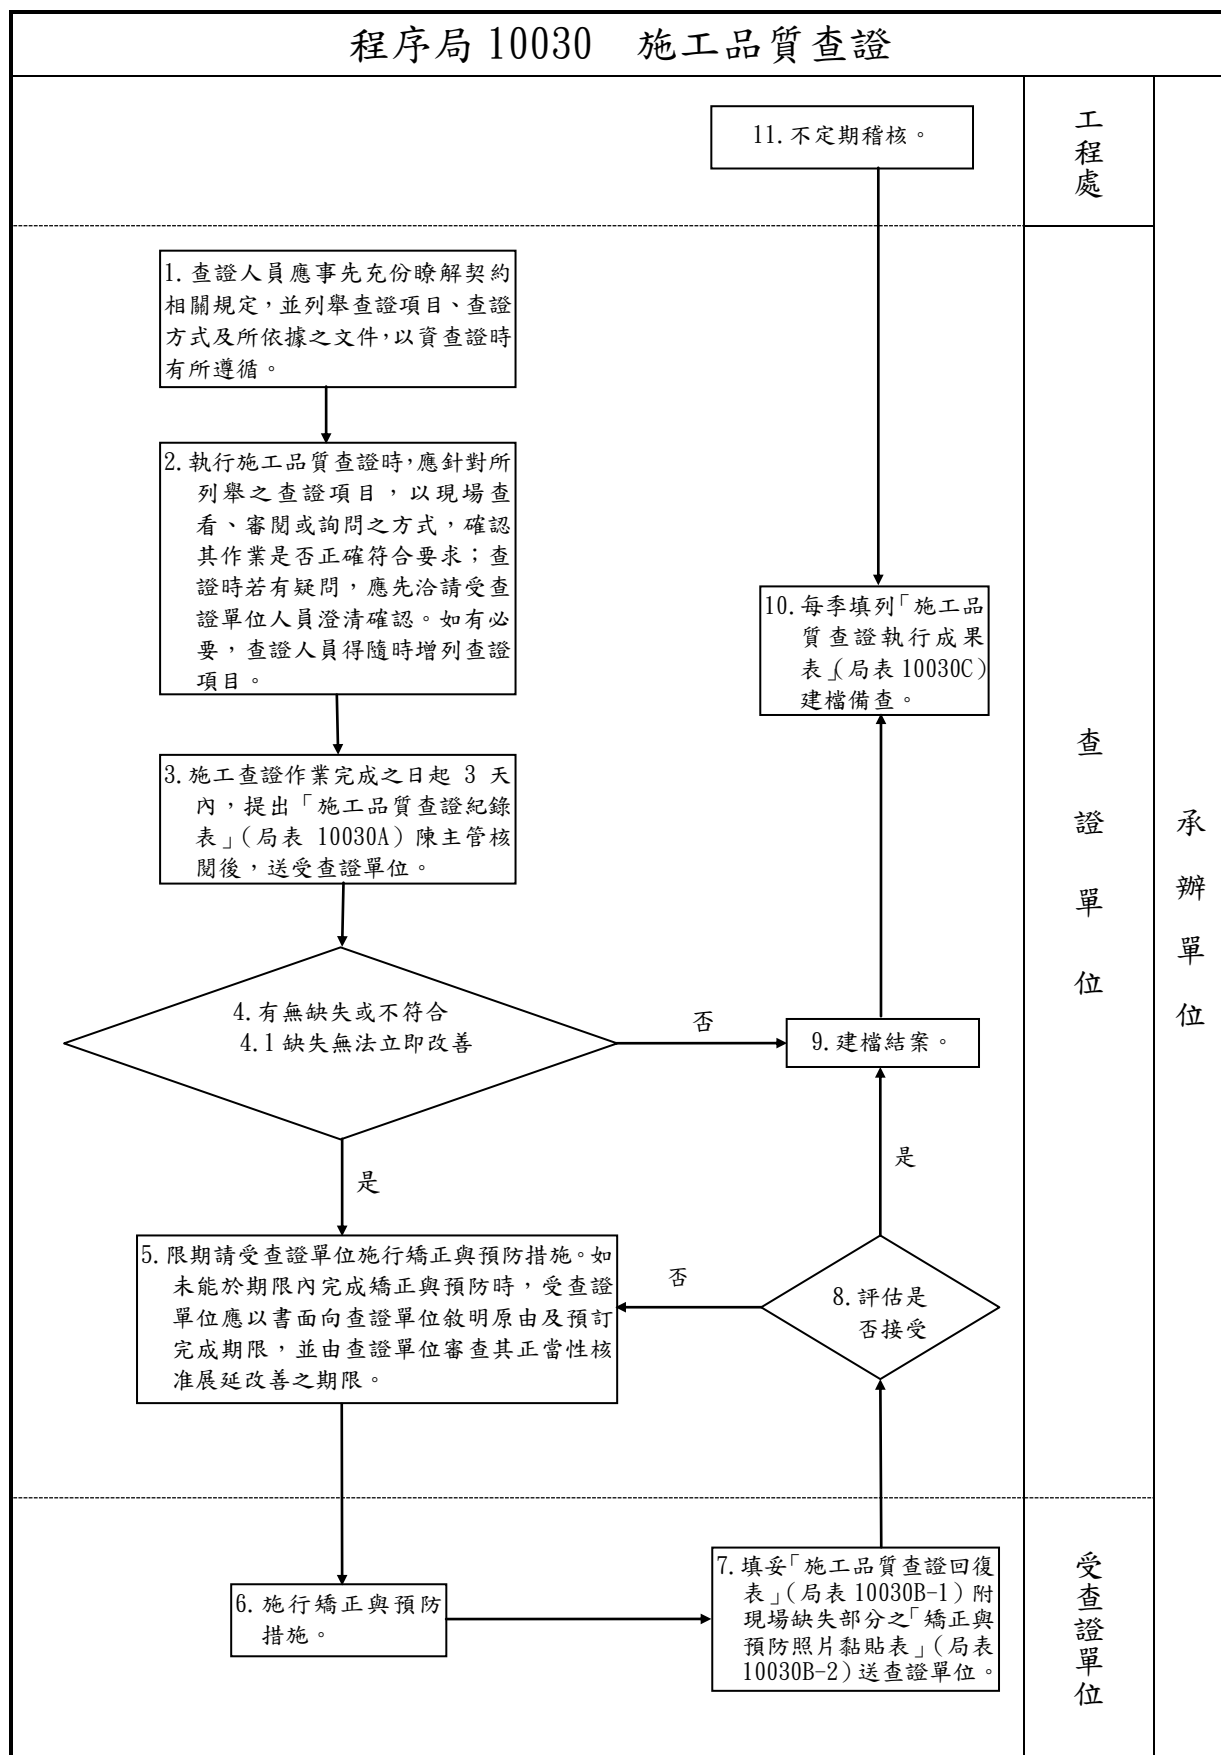 程序局 10030　施工品質查證
11.不定期稽核。
工程處
1.查證人員應事先充份瞭解契約
相關規定，並列舉查證項目、查證
方式及所依據之文件，以資查證時
有所遵循。
2.執行施工品質查證時，應針對所
列舉之查證項目，以現場查
看、審閱或詢問之方式，確認
其作業是否正確符合要求；查
證時若有疑問，應先洽請受查
證單位人員澄清確認。如有必
要，查證人員得隨時增列查證
項目。
3.施工查證作業完成之日起 3 天
內，提出「施工品質查證紀錄
表」（局表 10030A）陳主管核
閱後，送受查證單位。
4.有無缺失或不符合
4.1 缺失無法立即改善
否
是
5.限期請受查證單位施行矯正與預防措施。如
未能於期限內完成矯正與預防時，受查證
單位應以書面向查證單位敘明原由及預訂
完成期限，並由查證單位審查其正當性核
准展延改善之期限。
6.施行矯正與預防
措施。
7.填妥「施工品質查證回復
表」（局表 10030B-1）附
現場缺失部分之「矯正與
預防照片黏貼表」（局表
10030B-2）送查證單位。
8.評估是
否接受
否
是
9.建檔結案。
10.每季填列「施工品
質查證執行成果
表」（局表 10030C）
建檔備查。
查證單位
受查證單位
承辦單位